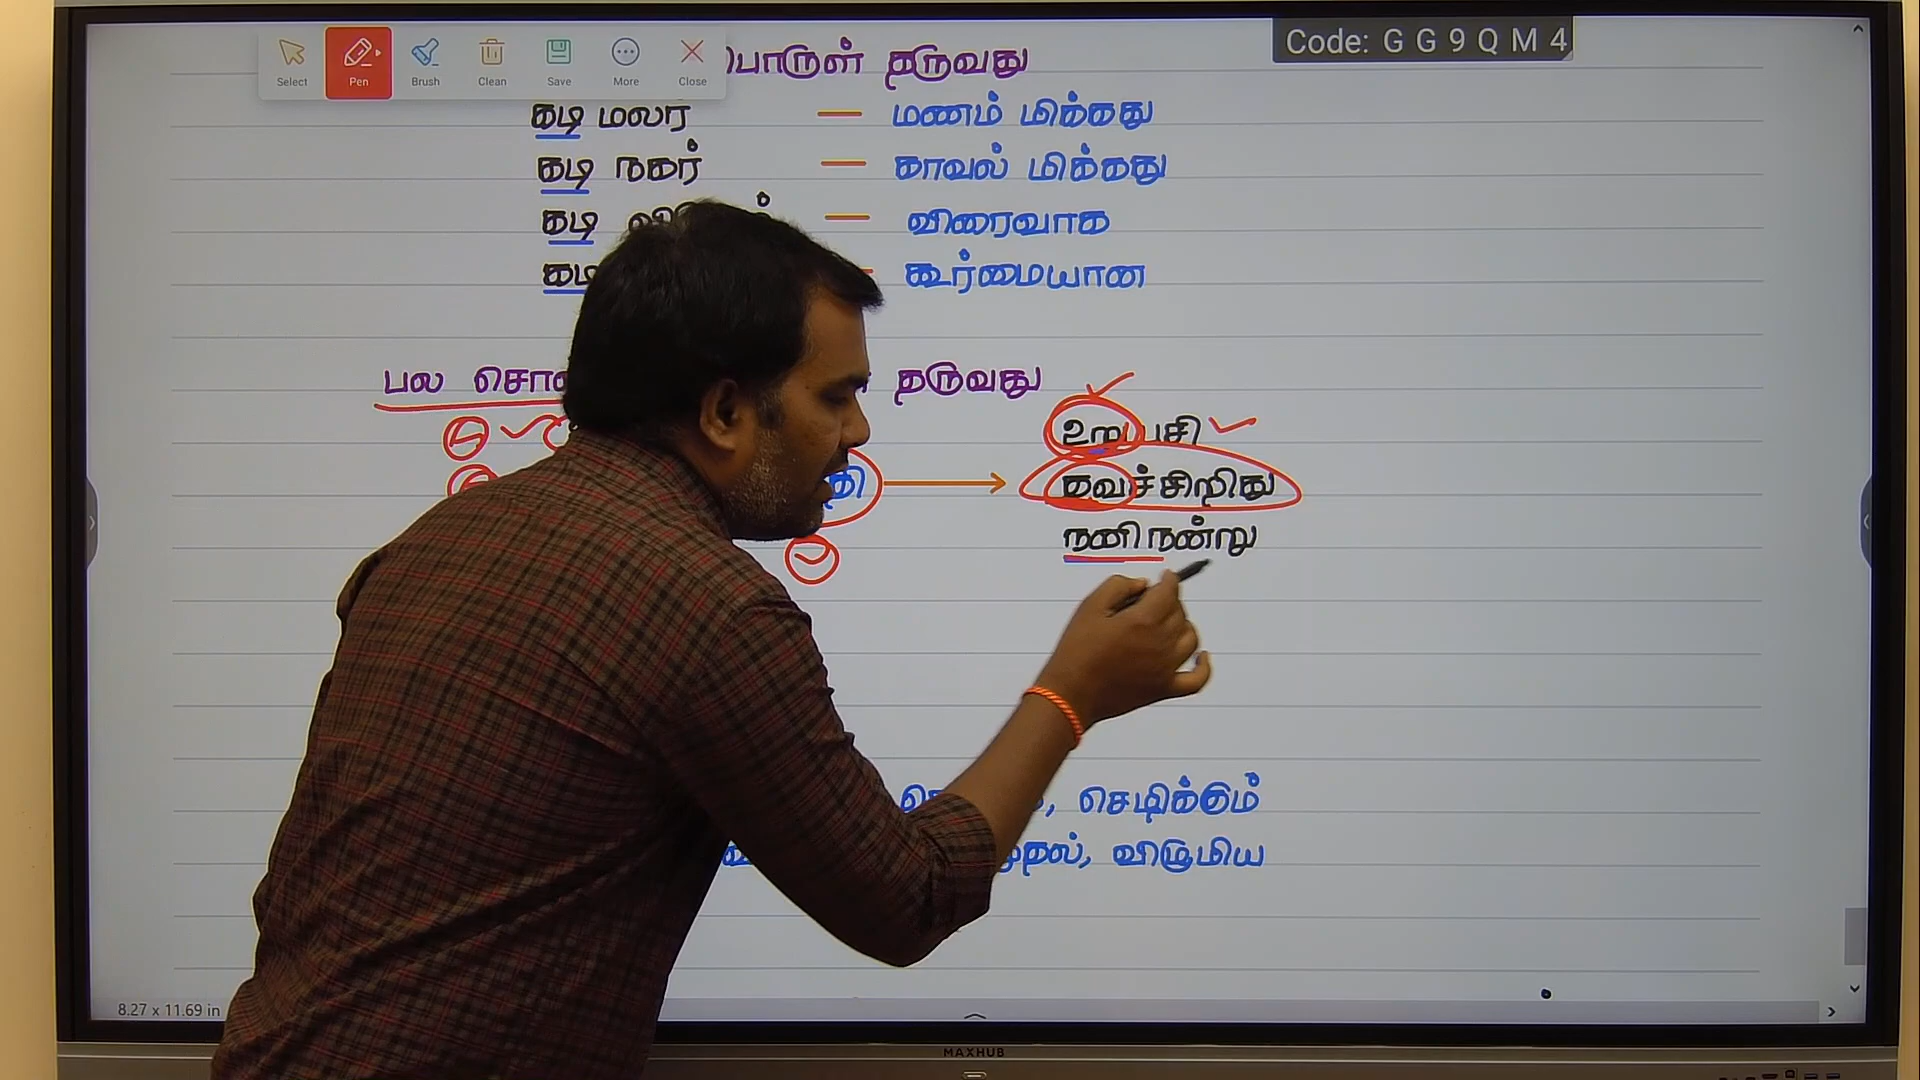 Code: G G 9 Q M 4
Select Pen Brush Clean Save More Close
பொருள் தருவது
கடி மலர் — மணம் மிக்கது
கடி நகர் — காவல் மிக்கது
கடி — விரைவாக
கடி — கூர்மையான
பல தருவது
உறு பசி
தவச்சிறிது
நனி நன்று
செழிக்கும்
விழுமிய
8.27 x 11.69 in
MAXHUB